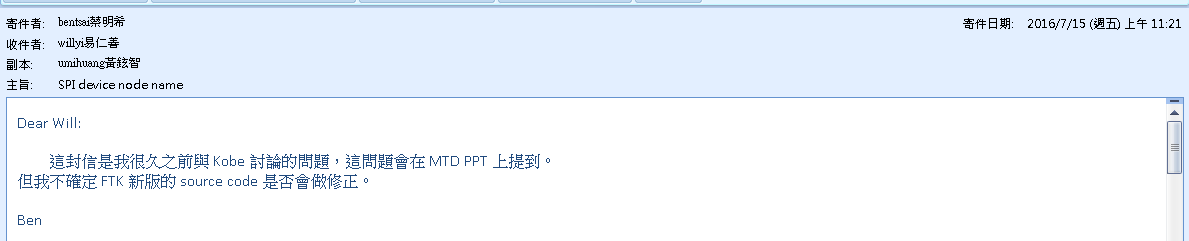 寄件者: bentsai蔡明希 寄件日期: 2016/7/15 (週五) 上午 11:21
收件者: willyi易仁善
副本: umihuang黃鉉智
主旨: SPI device node name
Dear Will:
這封信是我很久之前與 Kobe 討論的問題，這問題會在 MTD PPT 上提到。
但我不確定 FTK 新版的 source code 是否會做修正。
Ben